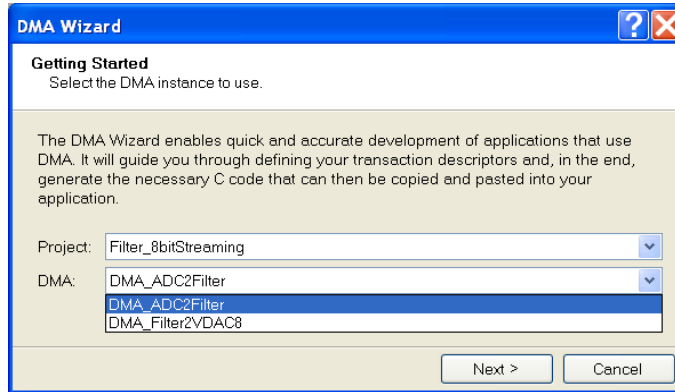 DMA Wizard
Getting Started
Select the DMA instance to use.
The DMA Wizard enables quick and accurate development of applications that use
DMA. It will guide you through defining your transaction descriptors and, in the end,
generate the necessary C code that can then be copied and pasted into your
application.
Project: Filter_8bitStreaming
DMA: DMA_ADC2Filter
DMA_ADC2Filter
DMA_Filter2VDAC8
Next > Cancel